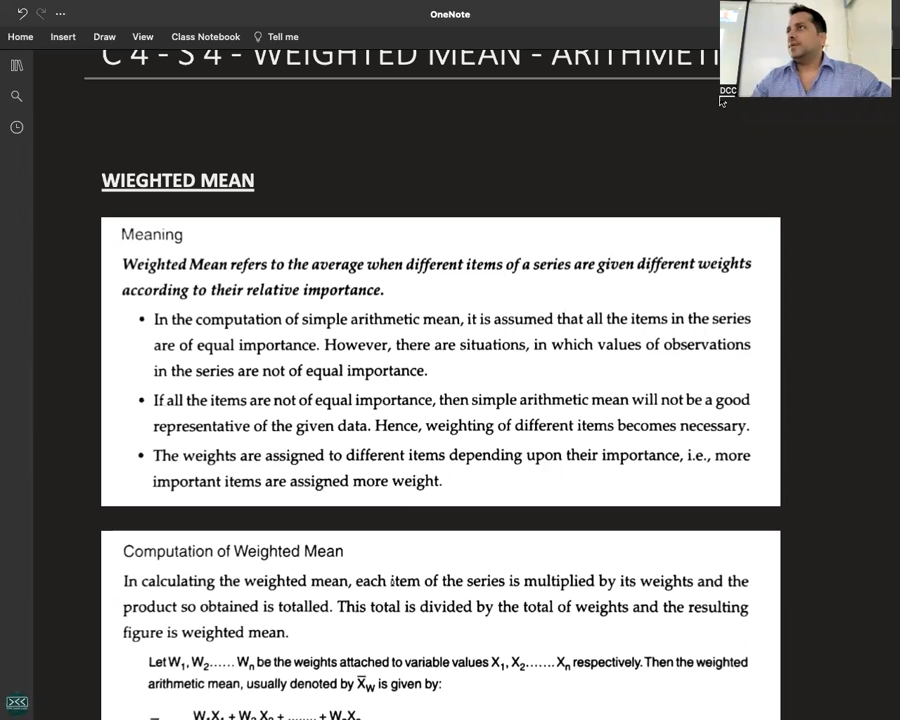 OneNote
Home Insert Draw View Class Notebook Tell me
C 4 - S 4 - WEIGHTED MEAN - ARITHMETI
DCC
WIEGHTED MEAN
Meaning
Weighted Mean refers to the average when different items of a series are given different weights
according to their relative importance.
• In the computation of simple arithmetic mean, it is assumed that all the items in the series
are of equal importance. However, there are situations, in which values of observations
in the series are not of equal importance.
• If all the items are not of equal importance, then simple arithmetic mean will not be a good
representative of the given data. Hence, weighting of different items becomes necessary.
• The weights are assigned to different items depending upon their importance, i.e., more
important items are assigned more weight.
Computation of Weighted Mean
In calculating the weighted mean, each item of the series is multiplied by its weights and the
product so obtained is totalled. This total is divided by the total of weights and the resulting
figure is weighted mean.
Let W₁, W₂...... Wₙ be the weights attached to variable values X₁, X₂....... Xₙ respectively. Then the weighted
arithmetic mean, usually denoted by X̄w is given by: